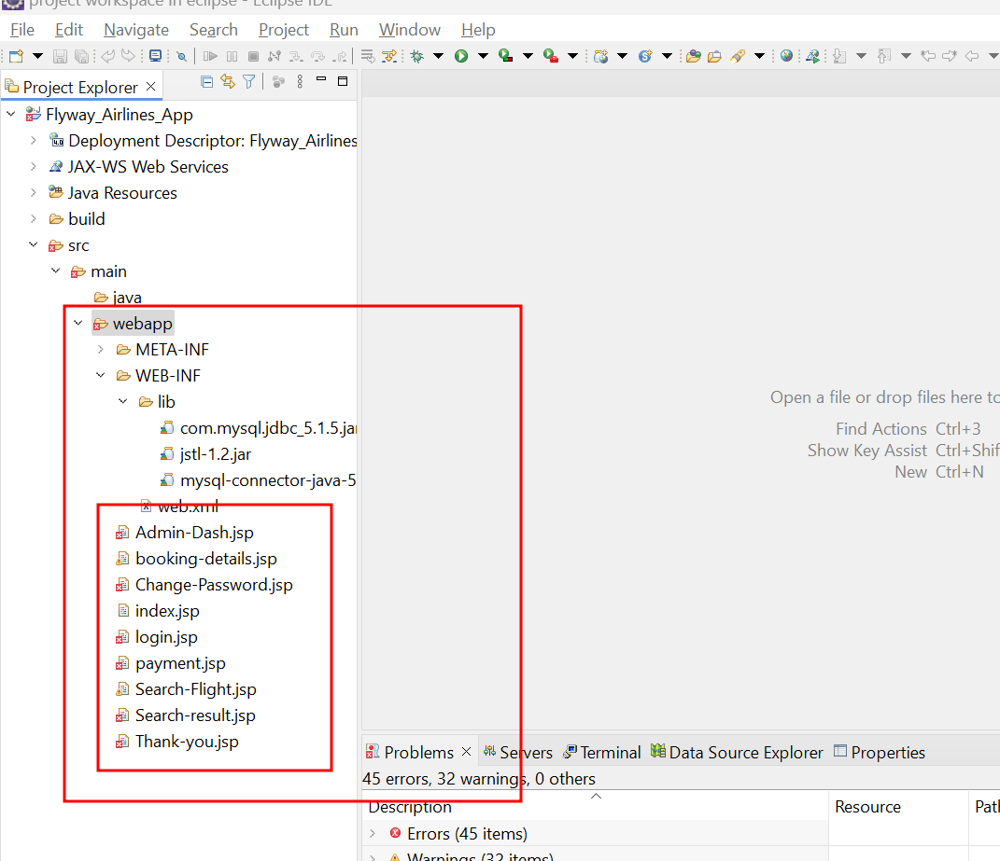 project workspace in eclipse - Eclipse IDE
File Edit Navigate Search Project Run Window Help
Project Explorer
Flyway_Airlines_App
Deployment Descriptor: Flyway_Airlines
JAX-WS Web Services
Java Resources
build
src
main
java
webapp
META-INF
WEB-INF
lib
com.mysql.jdbc_5.1.5.jar
jstl-1.2.jar
mysql-connector-java-5
web.xml
Admin-Dash.jsp
booking-details.jsp
Change-Password.jsp
index.jsp
login.jsp
payment.jsp
Search-Flight.jsp
Search-result.jsp
Thank-you.jsp
Open a file or drop files here to
Find Actions Ctrl+3
Show Key Assist Ctrl+Shif
New Ctrl+N
Problems Servers Terminal Data Source Explorer Properties
45 errors, 32 warnings, 0 others
Description Resource Path
Errors (45 items)
Warnings (32 items)